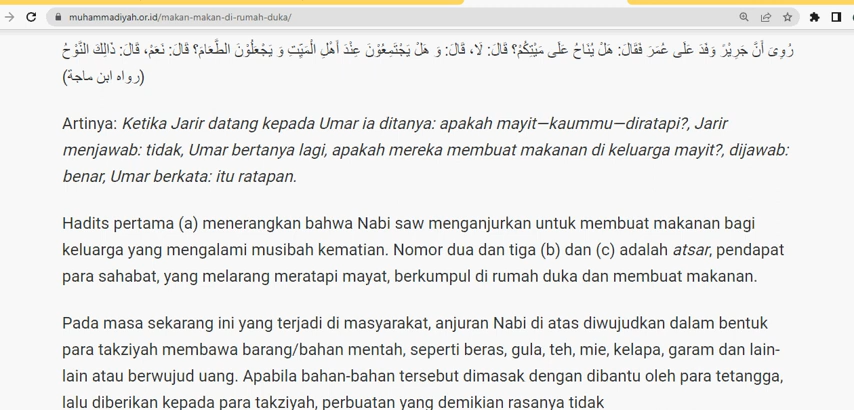 muhammadiyah.or.id/makan-makan-di-rumah-duka/
رُوِىَ أَنَّ جَرِيْرَ وَفَدَ عَلَى عُمَرَ فَقَالَ: هَلْ يُنَاحُ عَلَى مَيِّتِكُمْ؟ قَالَ: لَا، قَالَ: وَ هَلْ يَجْتَمِعُوْنَ عِنْدَ أَهْلِ الْمَيِّتِ وَ يَجْعَلُوْنَ الطَّعَامَ؟ قَالَ: نَعَمْ، قَالَ: ذَالِكَ النَّوْحُ
(رواه ابن ماجة)
Artinya: Ketika Jarir datang kepada Umar ia ditanya: apakah mayit—kaummu—diratapi?, Jarir
menjawab: tidak, Umar bertanya lagi, apakah mereka membuat makanan di keluarga mayit?, dijawab:
benar, Umar berkata: itu ratapan.
Hadits pertama (a) menerangkan bahwa Nabi saw menganjurkan untuk membuat makanan bagi
keluarga yang mengalami musibah kematian. Nomor dua dan tiga (b) dan (c) adalah atsar, pendapat
para sahabat, yang melarang meratapi mayat, berkumpul di rumah duka dan membuat makanan.
Pada masa sekarang ini yang terjadi di masyarakat, anjuran Nabi di atas diwujudkan dalam bentuk
para takziyah membawa barang/bahan mentah, seperti beras, gula, teh, mie, kelapa, garam dan lain-
lain atau berwujud uang. Apabila bahan-bahan tersebut dimasak dengan dibantu oleh para tetangga,
lalu diberikan kepada para takziyah, perbuatan yang demikian rasanya tidak